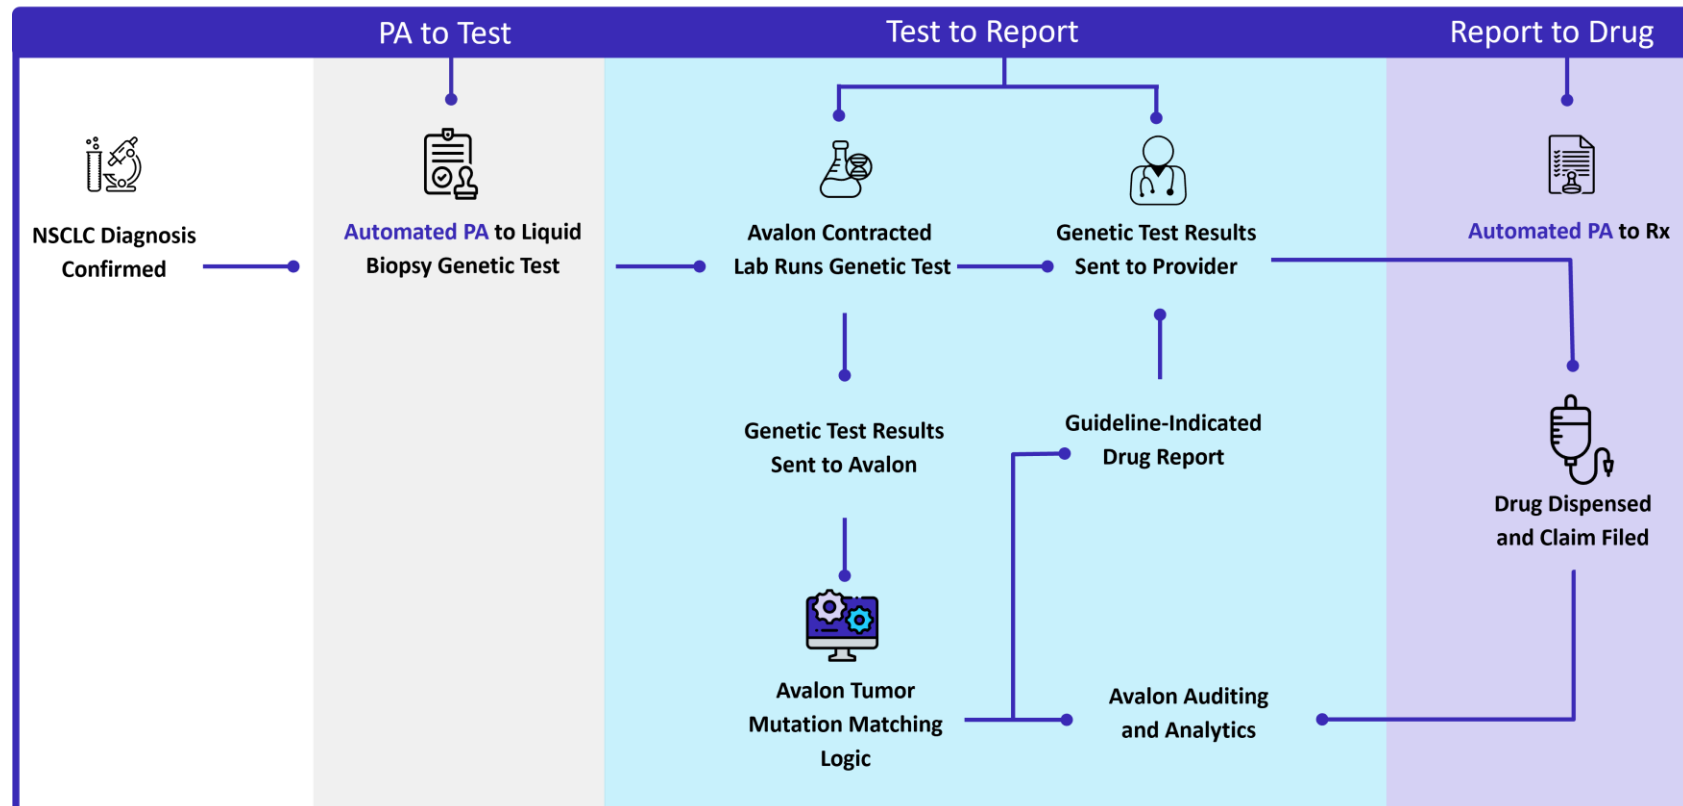 PA to Test
Test to Report
Report to Drug
NSCLC Diagnosis
Confirmed
Automated PA to Liquid
Biopsy Genetic Test
Avalon Contracted
Lab Runs Genetic Test
Genetic Test Results
Sent to Provider
Automated PA to Rx
Genetic Test Results
Sent to Avalon
Guideline-Indicated
Drug Report
Drug Dispensed
and Claim Filed
Avalon Tumor
Mutation Matching
Logic
Avalon Auditing
and Analytics